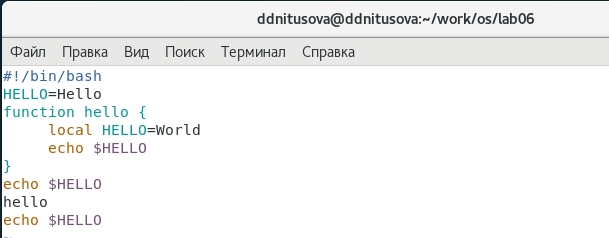 ddnitusova@ddnitusova:~/work/os/lab06
Файл Правка Вид Поиск Терминал Справка
#!/bin/bash
HELLO=Hello
function hello {
     local HELLO=World
     echo $HELLO
}
echo $HELLO
hello
echo $HELLO
~